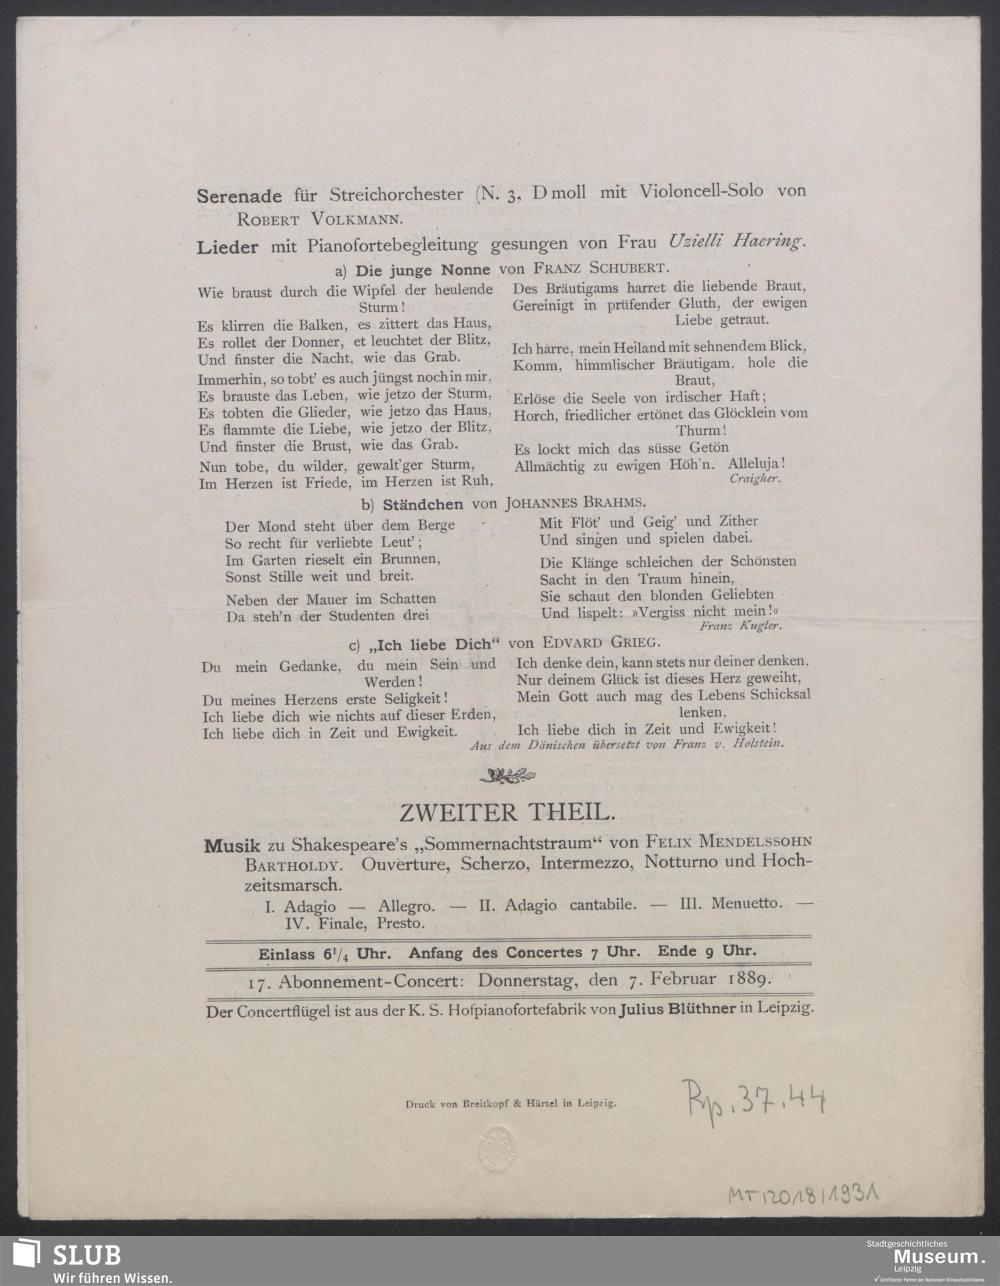 Serenade für Streichorchester (N. 3, D moll mit Violoncell-Solo von
ROBERT VOLKMANN.
Lieder mit Pianofortebegleitung gesungen von Frau Uzielli Haering.
a) Die junge Nonne von FRANZ SCHUBERT.
Wie braust durch die Wipfel der heulende
Sturm!
Es klirren die Balken, es zittert das Haus,
Es rollet der Donner, et leuchtet der Blitz,
Und finster die Nacht, wie das Grab.
Immerhin, so tobt' es auch jüngst noch in mir,
Es brauste das Leben, wie jetzo der Sturm,
Es tobten die Glieder, wie jetzo das Haus,
Es flammte die Liebe, wie jetzo der Blitz,
Und finster die Brust, wie das Grab.
Nun tobe, du wilder, gewalt'ger Sturm,
Im Herzen ist Friede, im Herzen ist Ruh,
Des Bräutigams harret die liebende Braut,
Gereinigt in prüfender Gluth, der ewigen
Liebe getraut.
Ich harre, mein Heiland mit sehnendem Blick,
Komm, himmlischer Bräutigam, hole die
Braut,
Erlöse die Seele von irdischer Haft;
Horch, friedlicher ertönet das Glöcklein vom
Thurm!
Es lockt mich das süsse Getön
Allmächtig zu ewigen Höh'n. Alleluja!
Craigher.
b) Ständchen von JOHANNES BRAHMS.
Der Mond steht über dem Berge
So recht für verliebte Leut';
Im Garten rieselt ein Brunnen,
Sonst Stille weit und breit.
Neben der Mauer im Schatten
Da steh'n der Studenten drei
Mit Flöt' und Geig' und Zither
Und singen und spielen dabei.
Die Klänge schleichen der Schönsten
Sacht in den Traum hinein,
Sie schaut den blonden Geliebten
Und lispelt: »Vergiss nicht mein!«
Franz Kugler.
c) „Ich liebe Dich“ von EDVARD GRIEG.
Du mein Gedanke, du mein Sein und
Werden!
Du meines Herzens erste Seligkeit!
Ich liebe dich wie nichts auf dieser Erden,
Ich liebe dich in Zeit und Ewigkeit.
Ich denke dein, kann stets nur deiner denken,
Nur deinem Glück ist dieses Herz geweiht,
Mein Gott auch mag des Lebens Schicksal
lenken,
Ich liebe dich in Zeit und Ewigkeit!
Aus dem Dänischen übersetzt von Franz v. Holstein.
ZWEITER THEIL.
Musik zu Shakespeare's „Sommernachtstraum“ von FELIX MENDELSSOHN
BARTHOLDY. Ouverture, Scherzo, Intermezzo, Notturno und Hoch-
zeitsmarsch.
I. Adagio — Allegro. — II. Adagio cantabile. — III. Menuetto. —
IV. Finale, Presto.
Einlass 6¼ Uhr. Anfang des Concertes 7 Uhr. Ende 9 Uhr.
17. Abonnement-Concert: Donnerstag, den 7. Februar 1889.
Der Concertflügel ist aus der K. S. Hofpianofortefabrik von Julius Blüthner in Leipzig.
Druck von Breitkopf & Härtel in Leipzig.
Rp. 37.44
MT/2018/1931
SLUB
Wir führen Wissen.
Stadtgeschichtliches
Museum.
Leipzig